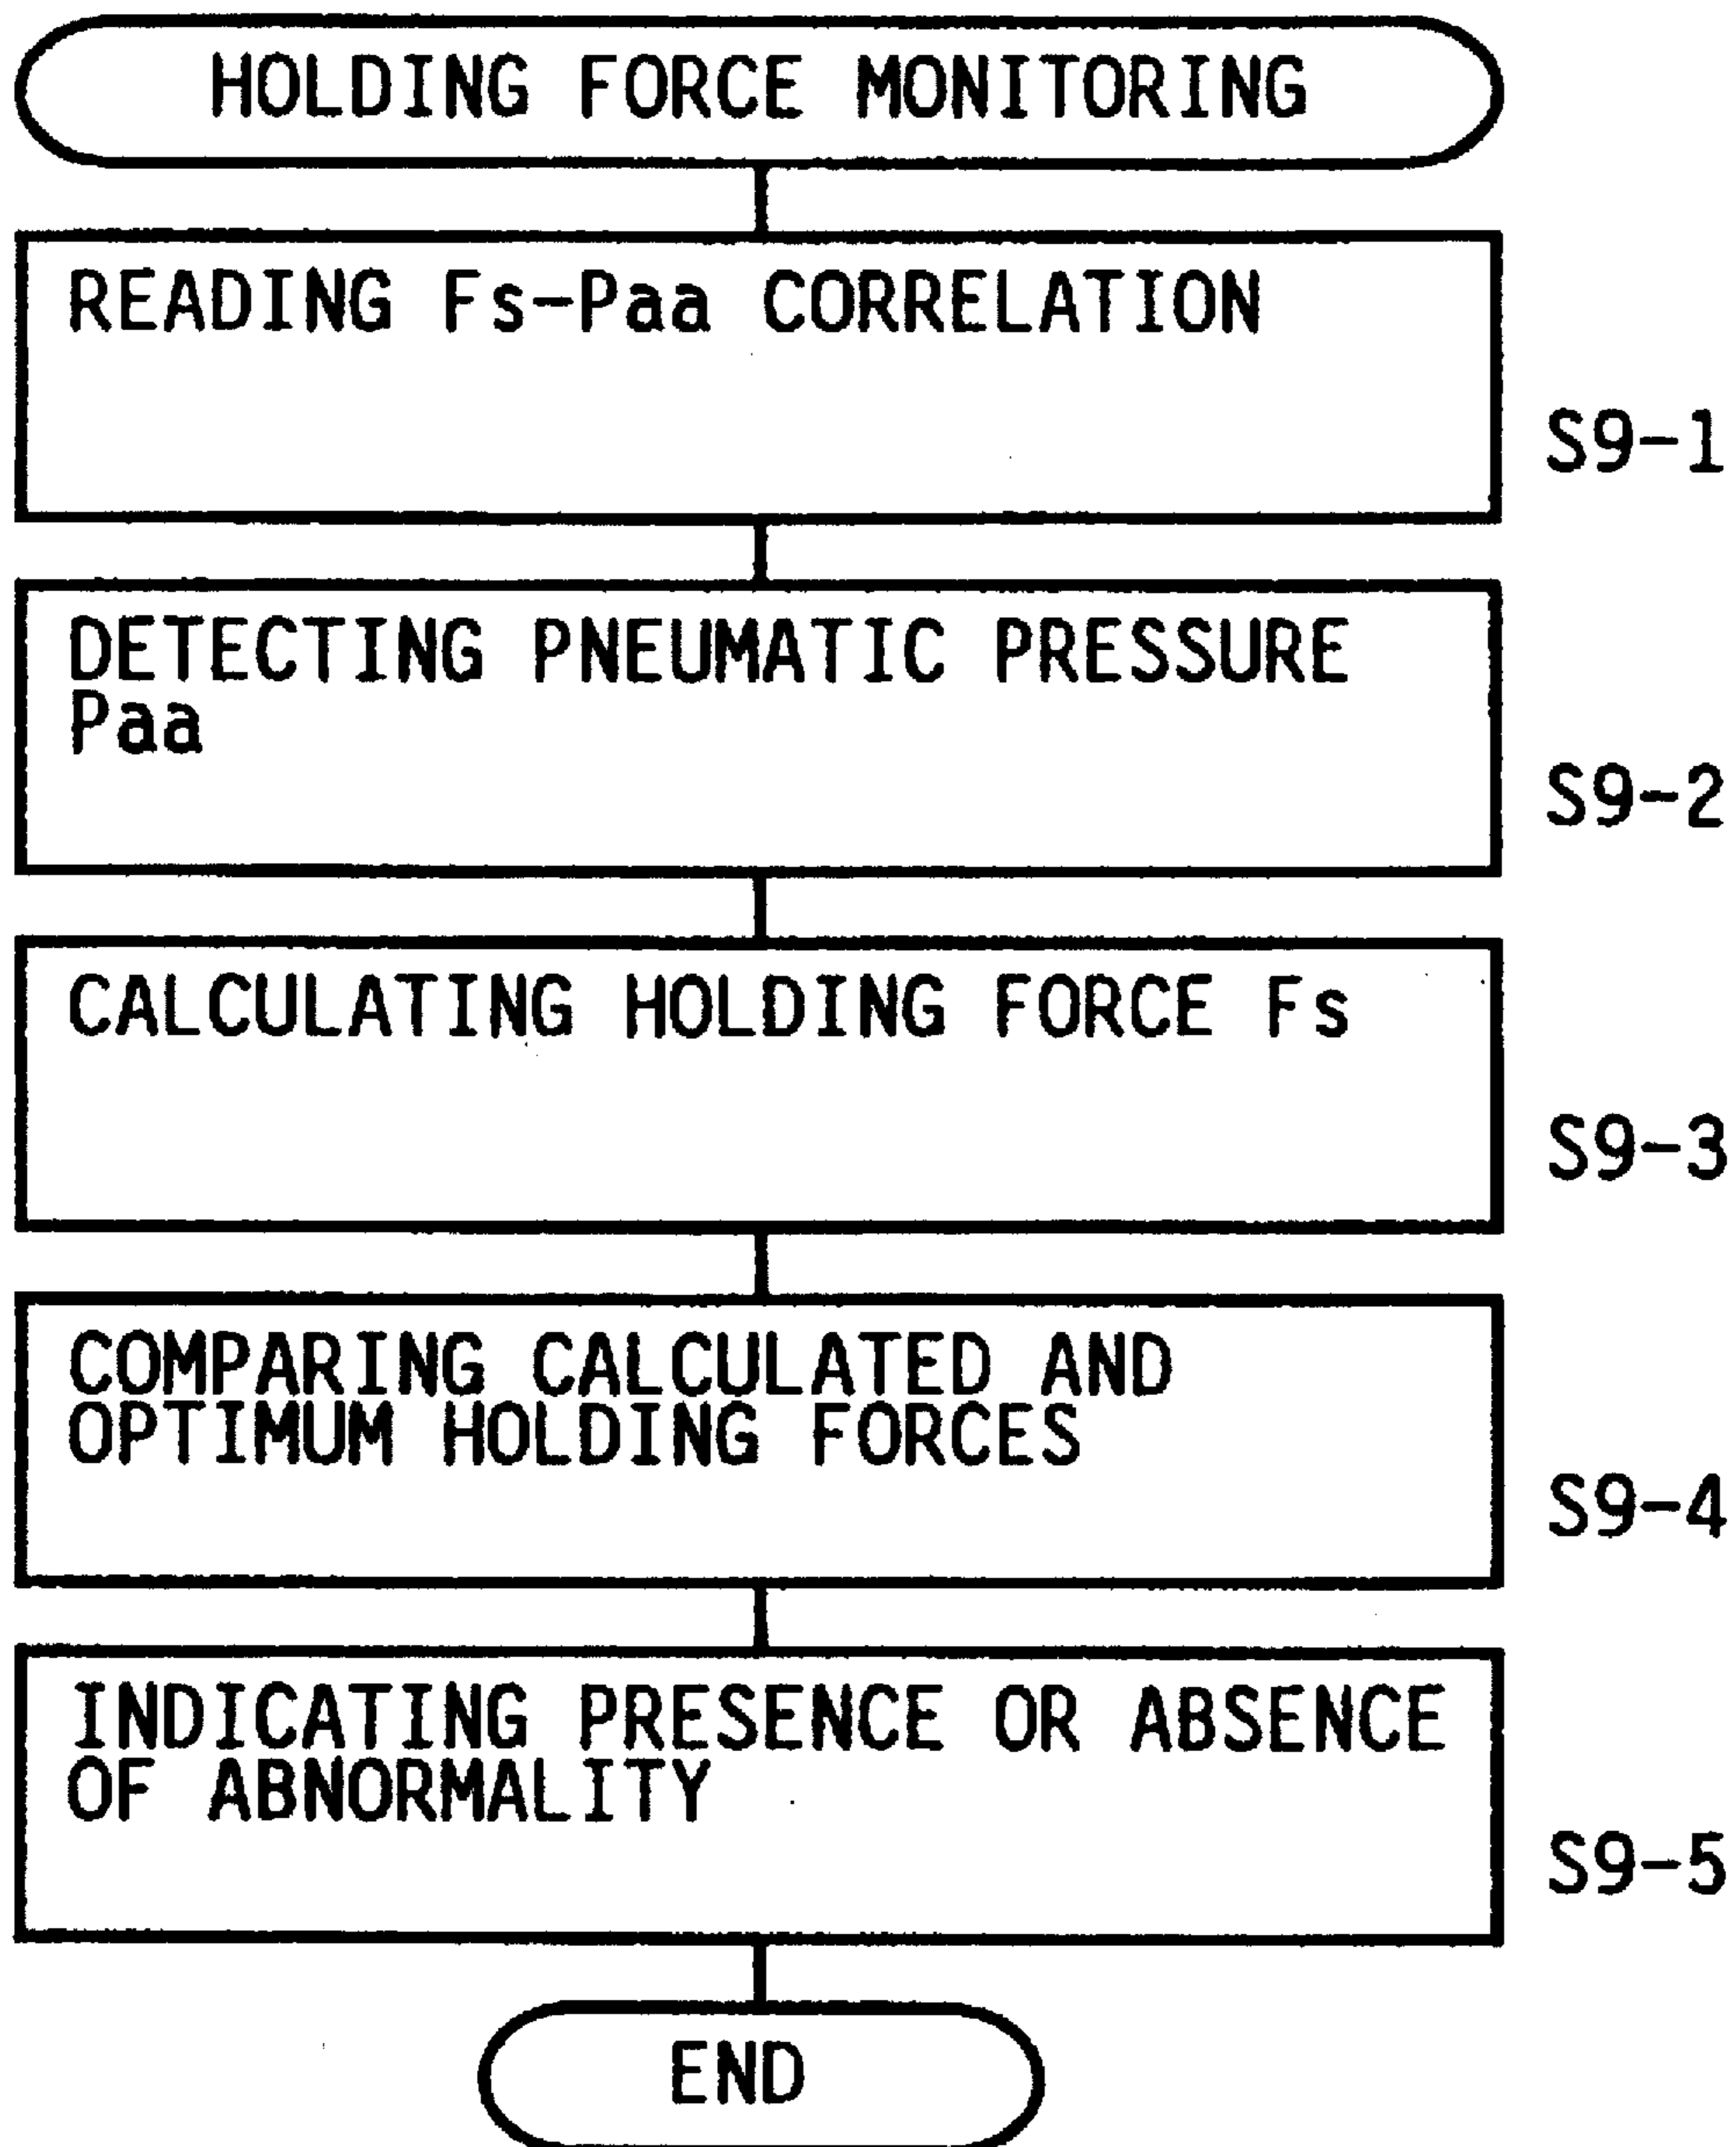 HOLDING FORCE MONITORING
READING Fs-Paa CORRELATION
S9-1
DETECTING PNEUMATIC PRESSURE
Paa
S9-2
CALCULATING HOLDING FORCE Fs
S9-3
COMPARING CALCULATED AND
OPTIMUM HOLDING FORCES
S9-4
INDICATING PRESENCE OR ABSENCE
OF ABNORMALITY
S9-5
END